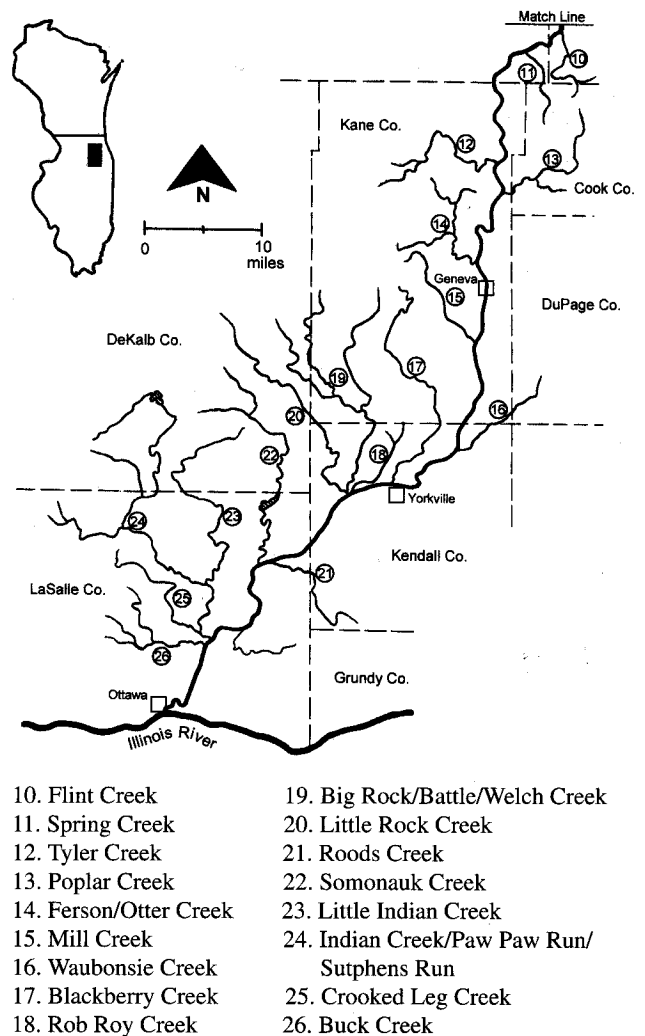 Match Line
10
11
Kane Co.
12
13
Cook Co.
N
0 10
miles
14
Geneva
15
DuPage Co.
DeKalb Co.
19
17
20
16
22
18
Yorkville
24
23
Kendall Co.
21
LaSalle Co.
25
26
Grundy Co.
Ottawa
Illinois River
10. Flint Creek
11. Spring Creek
12. Tyler Creek
13. Poplar Creek
14. Ferson/Otter Creek
15. Mill Creek
16. Waubonsie Creek
17. Blackberry Creek
18. Rob Roy Creek
19. Big Rock/Battle/Welch Creek
20. Little Rock Creek
21. Roods Creek
22. Somonauk Creek
23. Little Indian Creek
24. Indian Creek/Paw Paw Run/
Sutphens Run
25. Crooked Leg Creek
26. Buck Creek